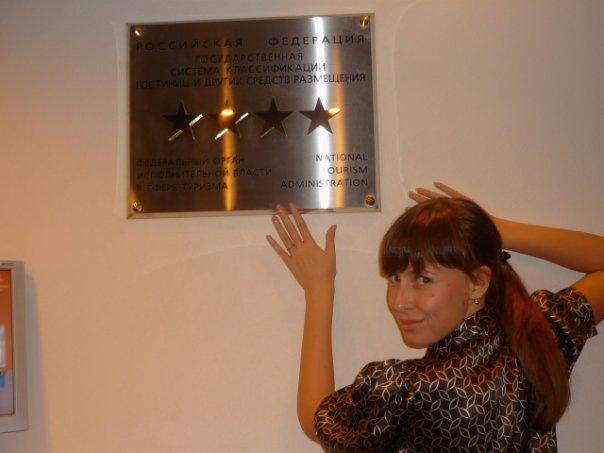 РОССИЙСКАЯ ФЕДЕРАЦИЯ
ГОСУДАРСТВЕННАЯ
СИСТЕМА КЛАССИФИКАЦИИ
ГОСТИНИЦ И ДРУГИХ СРЕДСТВ РАЗМЕЩЕНИЯ
ФЕДЕРАЛЬНЫЙ ОРГАН
ИСПОЛНИТЕЛЬНОЙ ВЛАСТИ
В СФЕРЕ ТУРИЗМА
NATIONAL
TOURISM
ADMINISTRATION